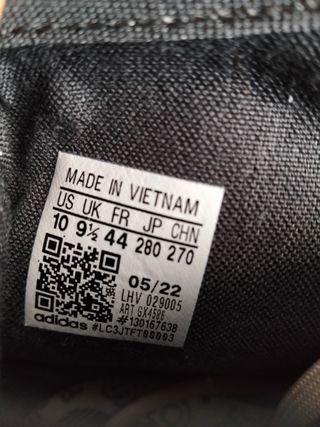 MADE IN VIETNAM
US UK FR JP CHN
10 9½ 44 280 270
05/22
LHV 029005
ART GX4586
#130167638
adidas #LC3JTFT00003